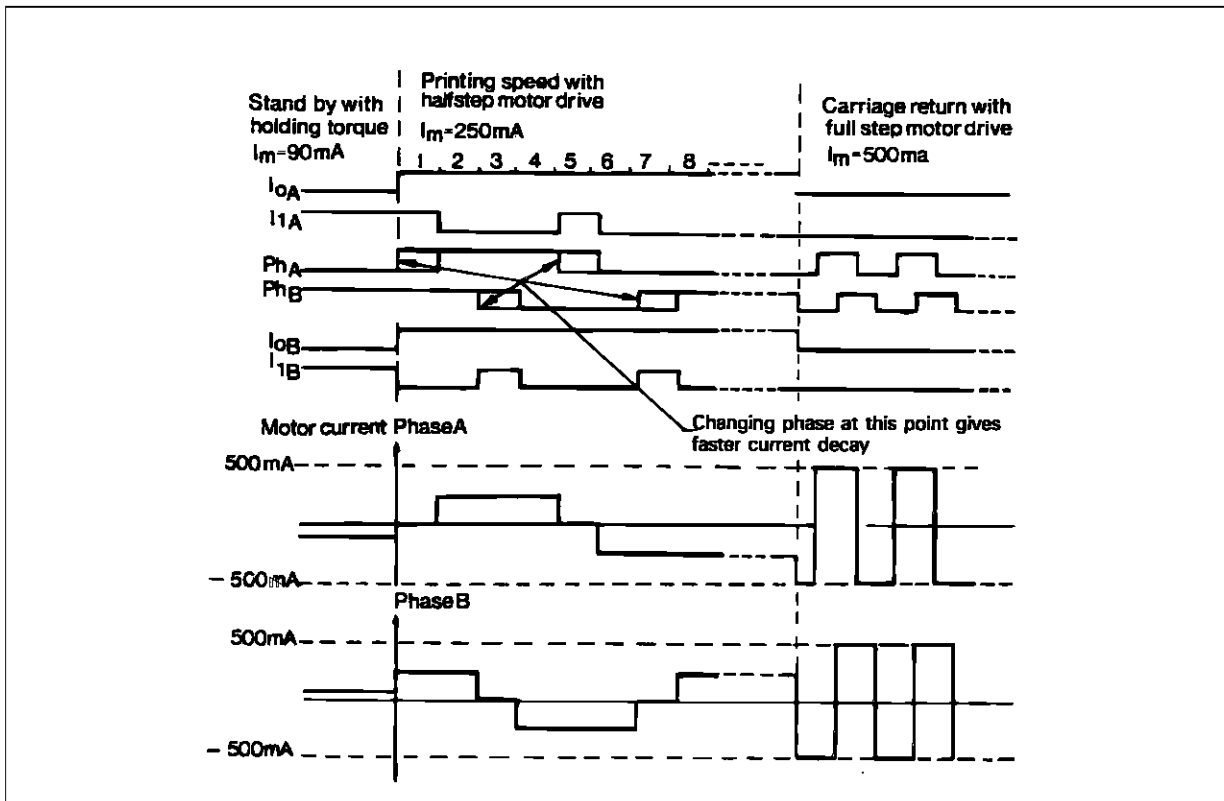 Stand by with
holding torque
Im=90mA
Printing speed with
halfstep motor drive
Im=250mA
Carriage return with
full step motor drive
Im=500ma
1 2 3 4 5 6 7 8
I0A
I1A
PhA
PhB
I0B
I1B
Changing phase at this point gives
faster current decay
Motor current Phase A
500mA
- 500mA
Phase B
500mA
- 500mA